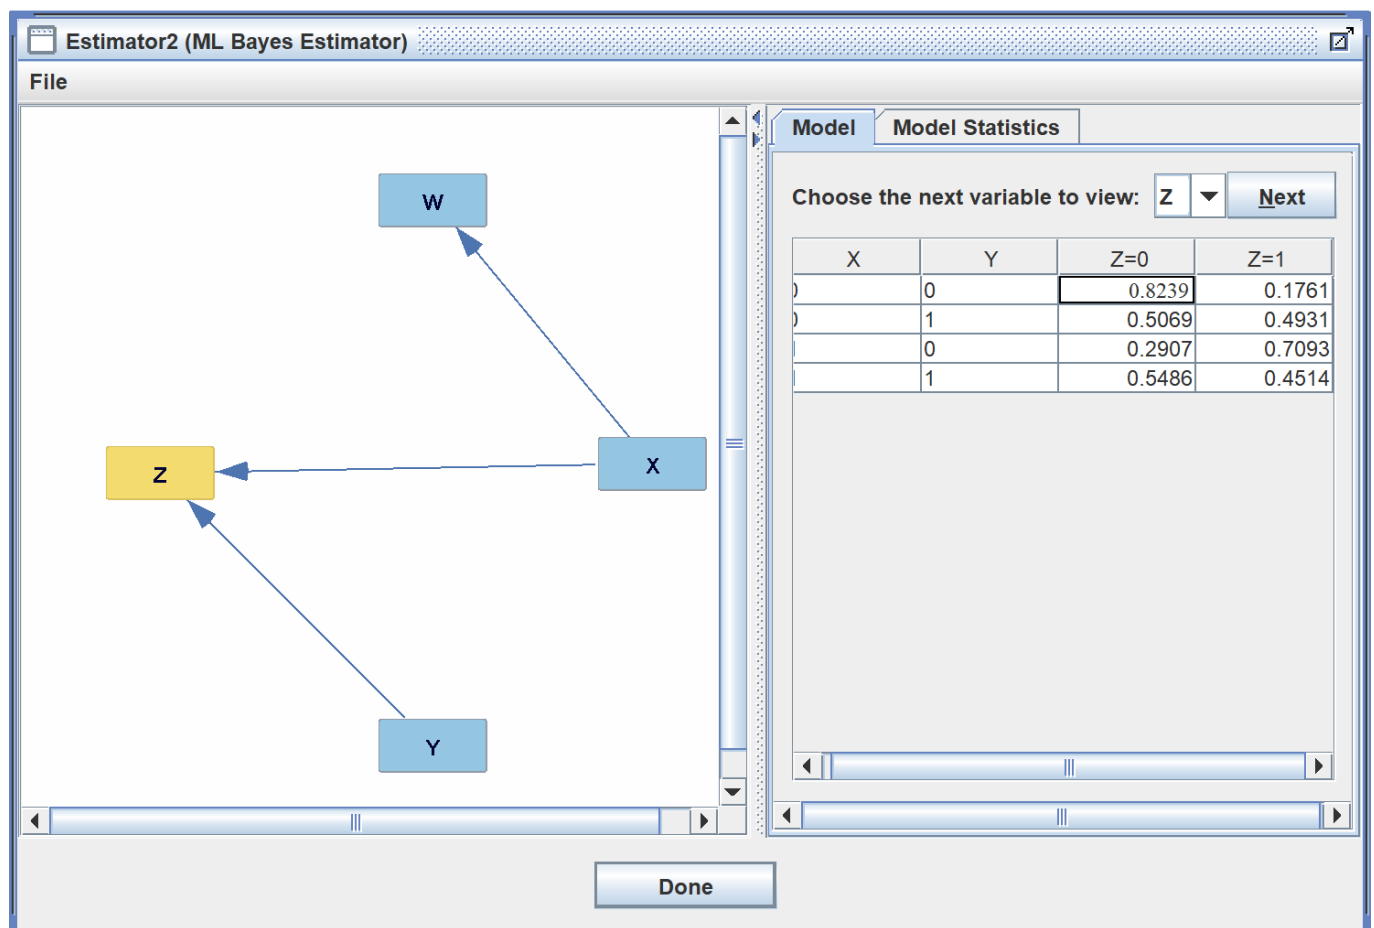 Estimator2 (ML Bayes Estimator)
File
W
Z
X
Y
Model Model Statistics
Choose the next variable to view: Z Next
X Y Z=0 Z=1
0 0.8239 0.1761
1 0.5069 0.4931
0 0.2907 0.7093
1 0.5486 0.4514
Done